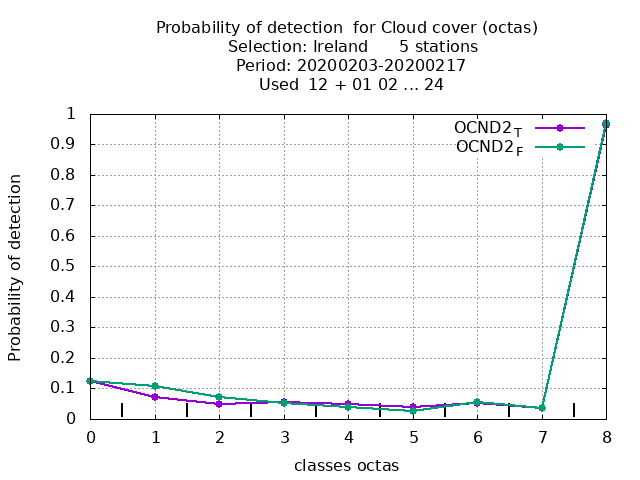 Probability of detection  for Cloud cover (octas)
Selection: Ireland      5 stations
Period: 20200203-20200217
Used  12 + 01 02 ... 24
OCND2T
OCND2F
Probability of detection
1
0.9
0.8
0.7
0.6
0.5
0.4
0.3
0.2
0.1
0
0 1 2 3 4 5 6 7 8
classes octas